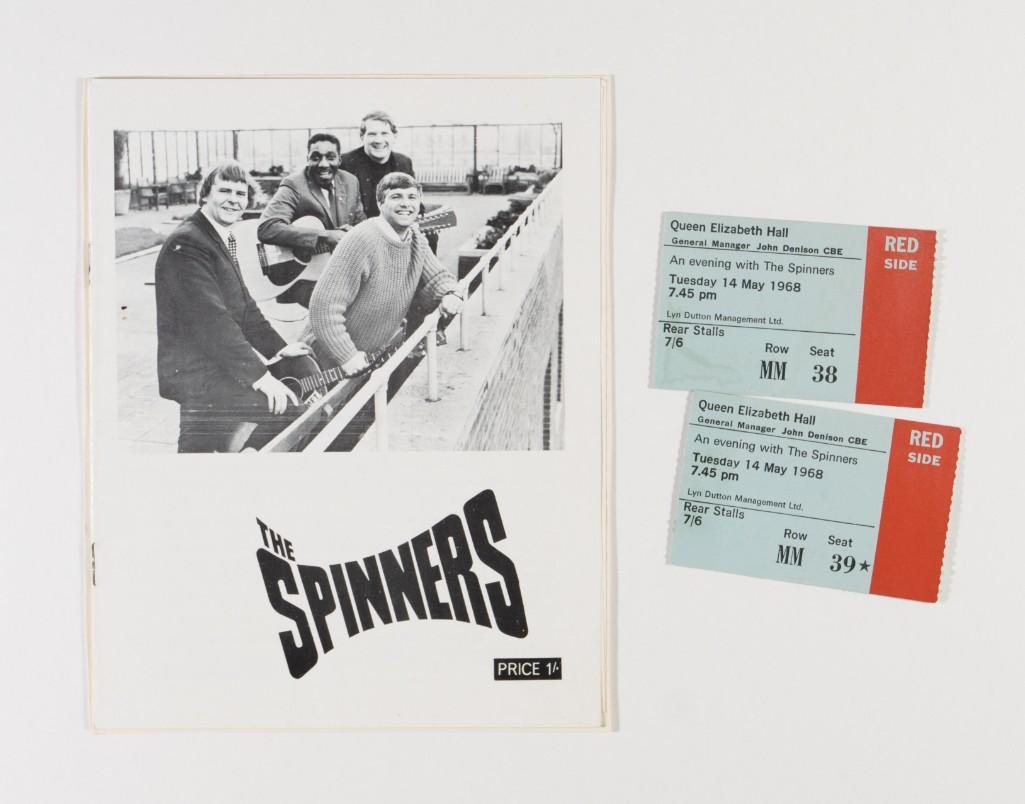 THE
SPINNERS
PRICE 1/-
Queen Elizabeth Hall
General Manager John Denison CBE
An evening with The Spinners
Tuesday 14 May 1968
7.45 pm
Lyn Dutton Management Ltd.
Rear Stalls
7/6
Row Seat
MM 38
RED
SIDE
Queen Elizabeth Hall
General Manager John Denison CBE
An evening with The Spinners
Tuesday 14 May 1968
7.45 pm
Lyn Dutton Management Ltd.
Rear Stalls
7/6
Row Seat
MM 39★
RED
SIDE